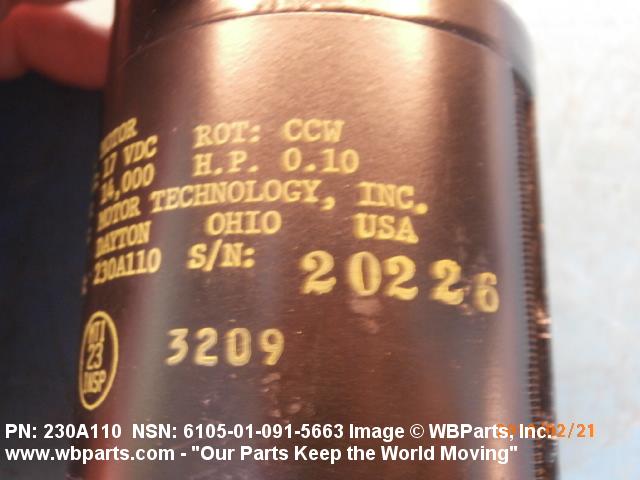 MOTOR ROT: CCW
17 VDC H.P. 0.10
14,000
MOTOR TECHNOLOGY, INC.
DAYTON OHIO USA
230A110 S/N: 20226
MTI
23
INSP
3209
PN: 230A110 NSN: 6105-01-091-5663 Image © WBParts, Inc.
www.wbparts.com - "Our Parts Keep the World Moving"